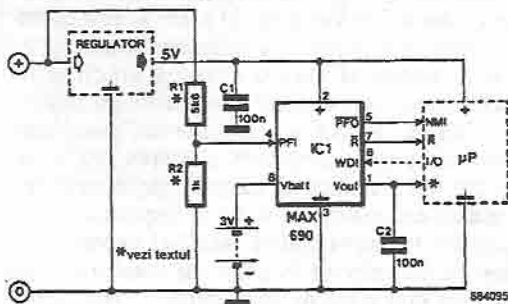 REGULATOR
5V
R1
*
5k6
C1
100n
2
4
PFI
PFO
5
NMI
IC1
R
7
R
WDI
6
I/O
µP
R2
*
1k
8
Vbatt
Vout
1
*
3
MAX
690
3V
+
-
*vezi textul
C2
100n
884095